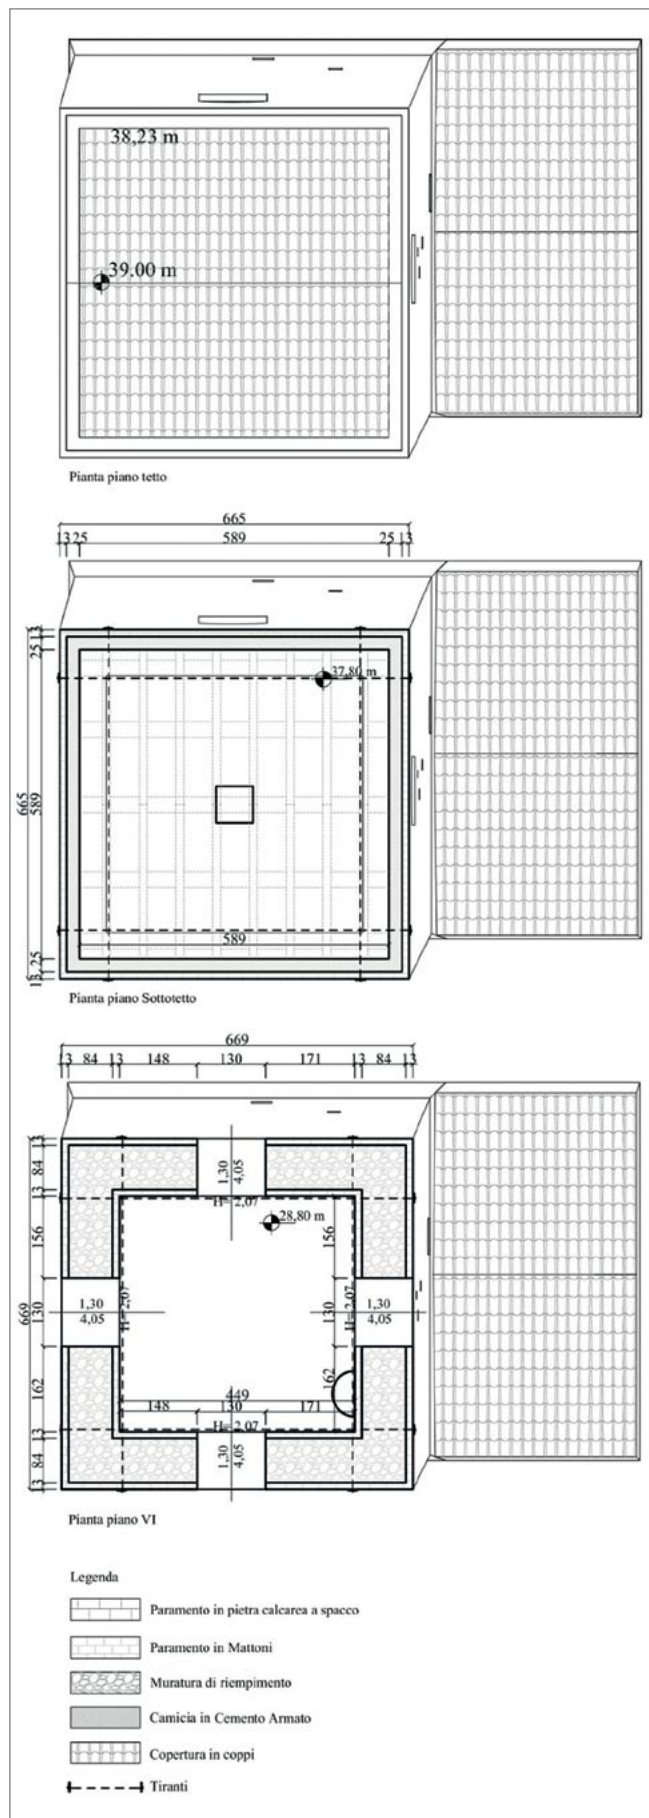 38,23 m
39.00 m
Pianta piano tetto
665
13 25 589 25 13
25 13
37,80 m
665
589
589
13 25
Pianta piano Sottotetto
669
13 84 13 148 130 171 13 84 13
13
84
13
156
130
669
162
13
84
13
1,30
4,05
H= 2,07
28,80 m
156
1,30
4,05
H= 2,07
130
H= 2,07
1,30
4,05
162
449
148 130 171
H= 2,07
1,30
4,05
Pianta piano VI
Legenda
Paramento in pietra calcarea a spacco
Paramento in Mattoni
Muratura di riempimento
Camicia in Cemento Armato
Copertura in coppi
Tiranti